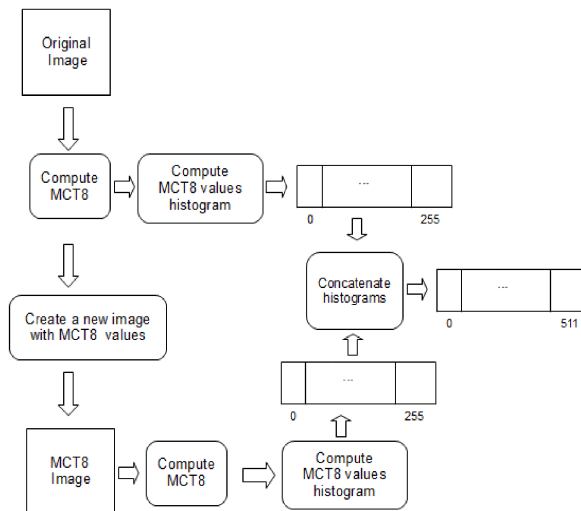 Original
Image
Compute
MCT8
Compute
MCT8 values
histogram
...
0 255
Concatenate
histograms
...
0 511
Create a new image
with MCT8 values
...
0 255
MCT8
Image
Compute
MCT8
Compute
MCT8 values
histogram